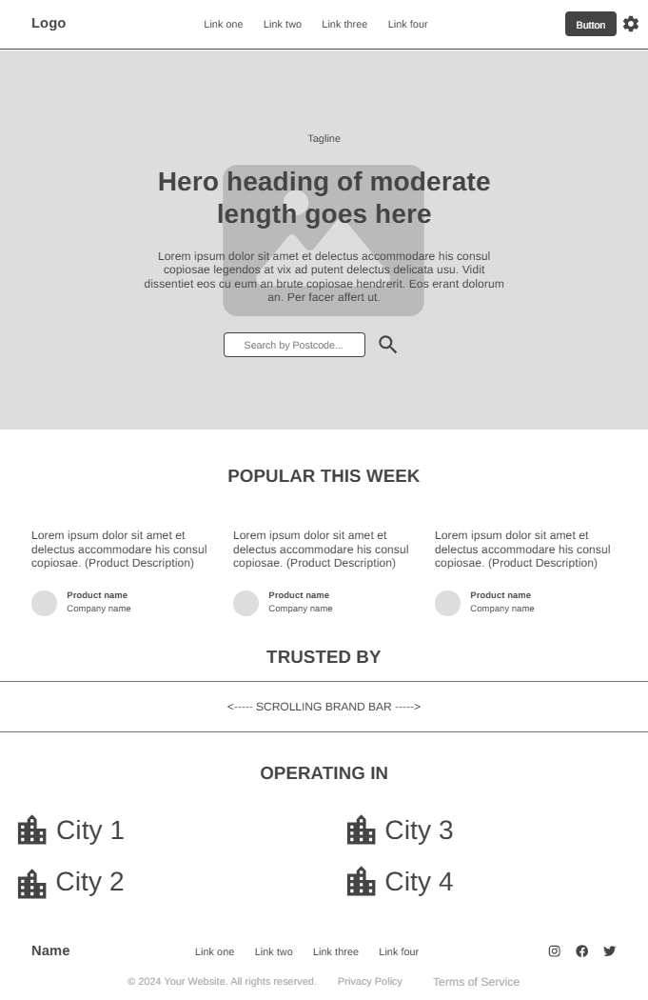 Logo
Link one Link two Link three Link four
Button
Tagline
Hero heading of moderate
length goes here
Lorem ipsum dolor sit amet et delectus accommodare his consul
copiosae legendos at vix ad putent delectus delicata usu. Vidit
dissentiet eos cu eum an brute copiosae hendrerit. Eos erant dolorum
an. Per facer affert ut.
Search by Postcode...
POPULAR THIS WEEK
Lorem ipsum dolor sit amet et
delectus accommodare his consul
copiosae. (Product Description)
Product name
Company name
Lorem ipsum dolor sit amet et
delectus accommodare his consul
copiosae. (Product Description)
Product name
Company name
Lorem ipsum dolor sit amet et
delectus accommodare his consul
copiosae. (Product Description)
Product name
Company name
TRUSTED BY
<----- SCROLLING BRAND BAR ----->
OPERATING IN
City 1
City 2
City 3
City 4
Name
Link one Link two Link three Link four
© 2024 Your Website. All rights reserved. Privacy Policy Terms of Service